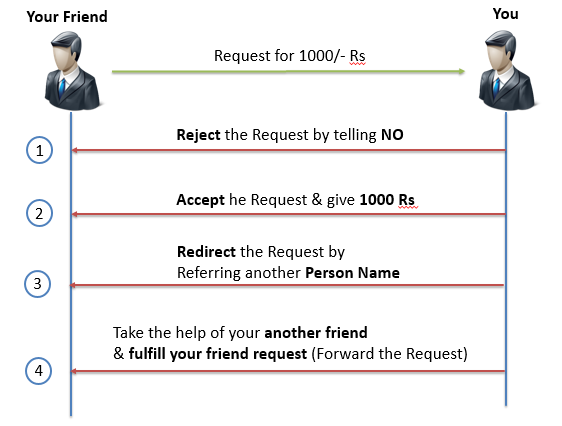 Your Friend
You
Request for 1000/- Rs
Reject the Request by telling NO
1
Accept he Request & give 1000 Rs
2
Redirect the Request by
Referring another Person Name
3
Take the help of your another friend
& fulfill your friend request (Forward the Request)
4